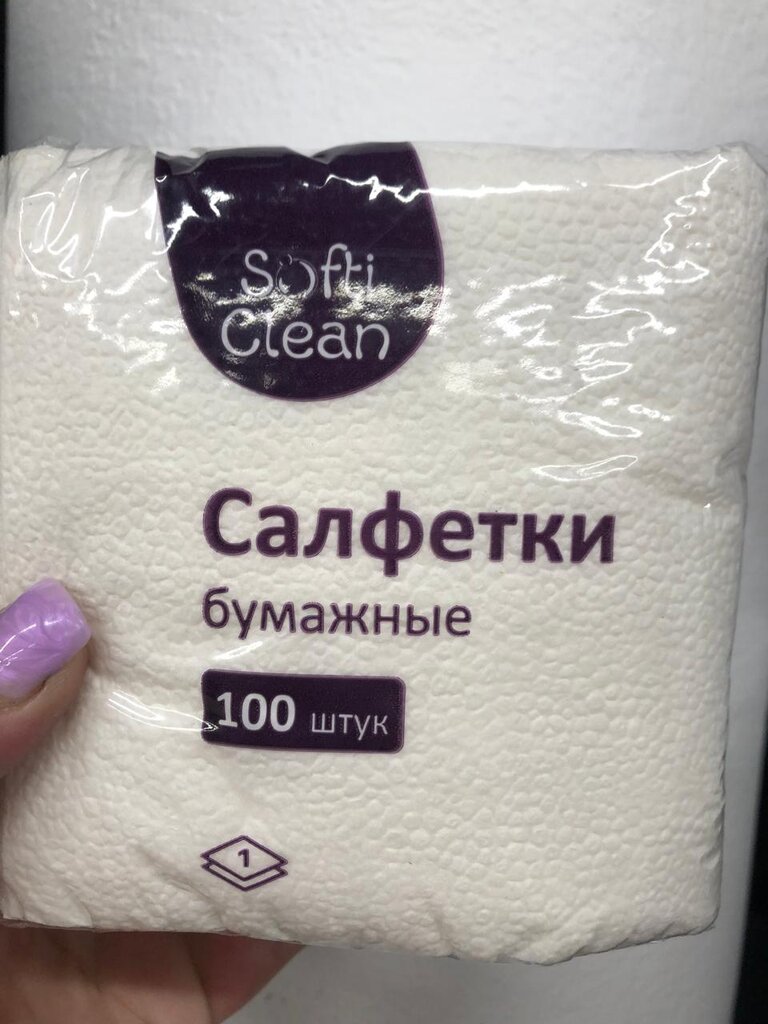 Softi
Clean
Салфетки
бумажные
100 штук
1